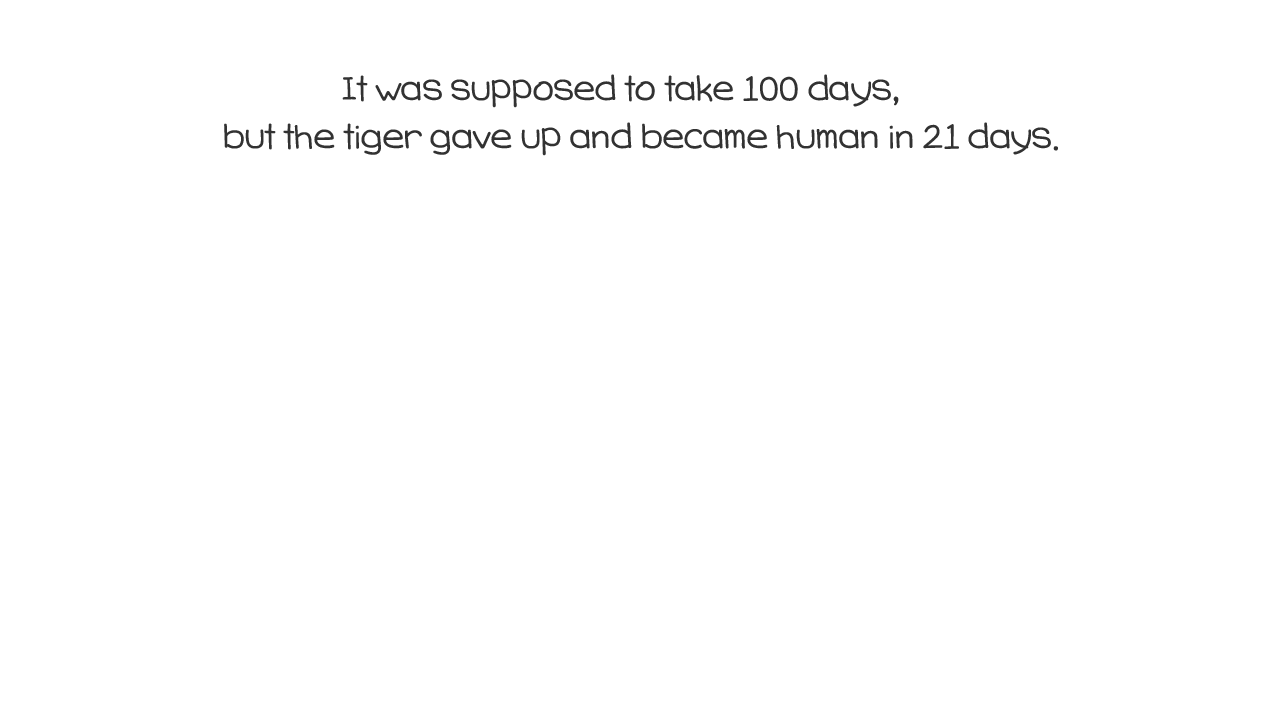 It was supposed to take 100 days,
but the tiger gave up and became human in 21 days.